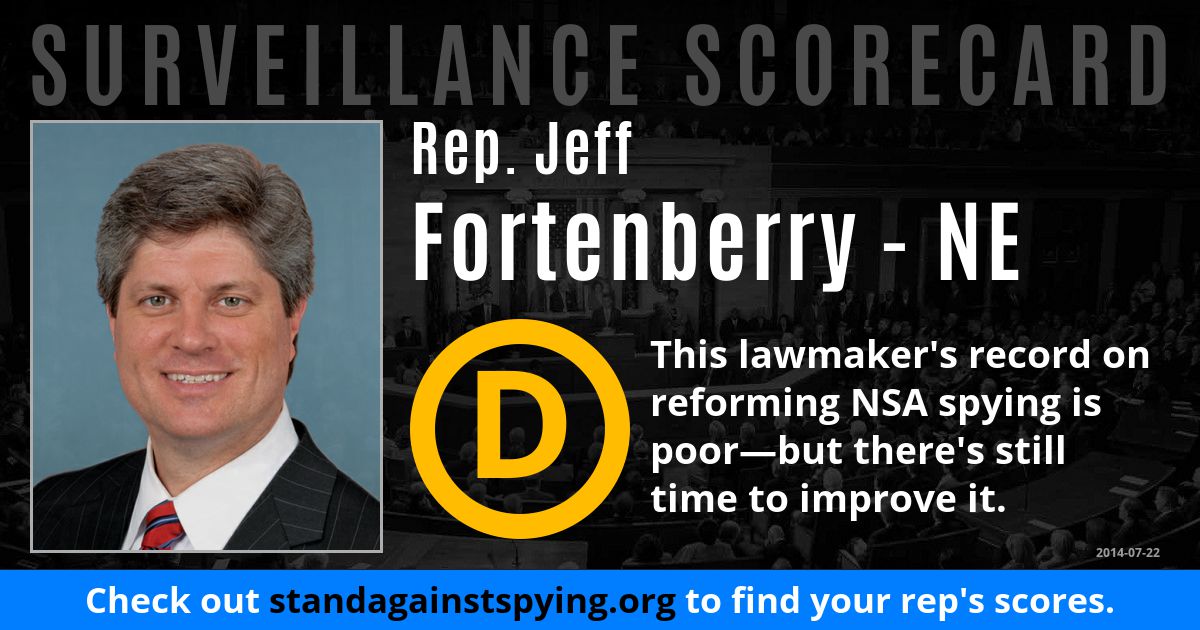 SURVEILLANCE SCORECARD
Rep. Jeff
Fortenberry - NE
D
This lawmaker's record on
reforming NSA spying is
poor—but there's still
time to improve it.
2014-07-22
Check out standagainstspying.org to find your rep's scores.